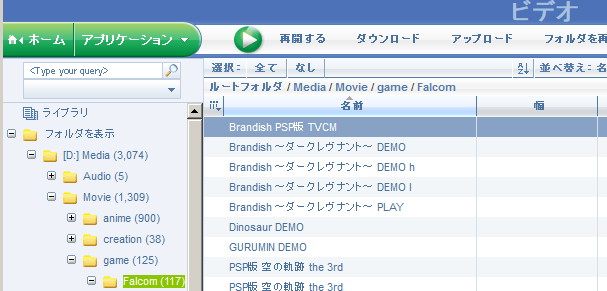 ビデオ
ホーム アプリケーション 再開する ダウンロード アップロード フォルダを再
<Type your query>
選択: 全て なし 並べ替え: 名
ルートフォルダ / Media / Movie / game / Falcom
名前 幅
ライブラリ
フォルダを表示
[D:] Media (3,074)
Audio (5)
Movie (1,309)
anime (900)
creation (38)
game (125)
Falcom (117)
Brandish PSP版 TVCM
Brandish ～ダークレヴナント～ DEMO
Brandish ～ダークレヴナント～ DEMO h
Brandish ～ダークレヴナント～ DEMO l
Brandish ～ダークレヴナント～ PLAY
Dinosaur DEMO
GURUMIN DEMO
PSP版 空の軌跡 the 3rd
PSP版 空の軌跡 the 3rd